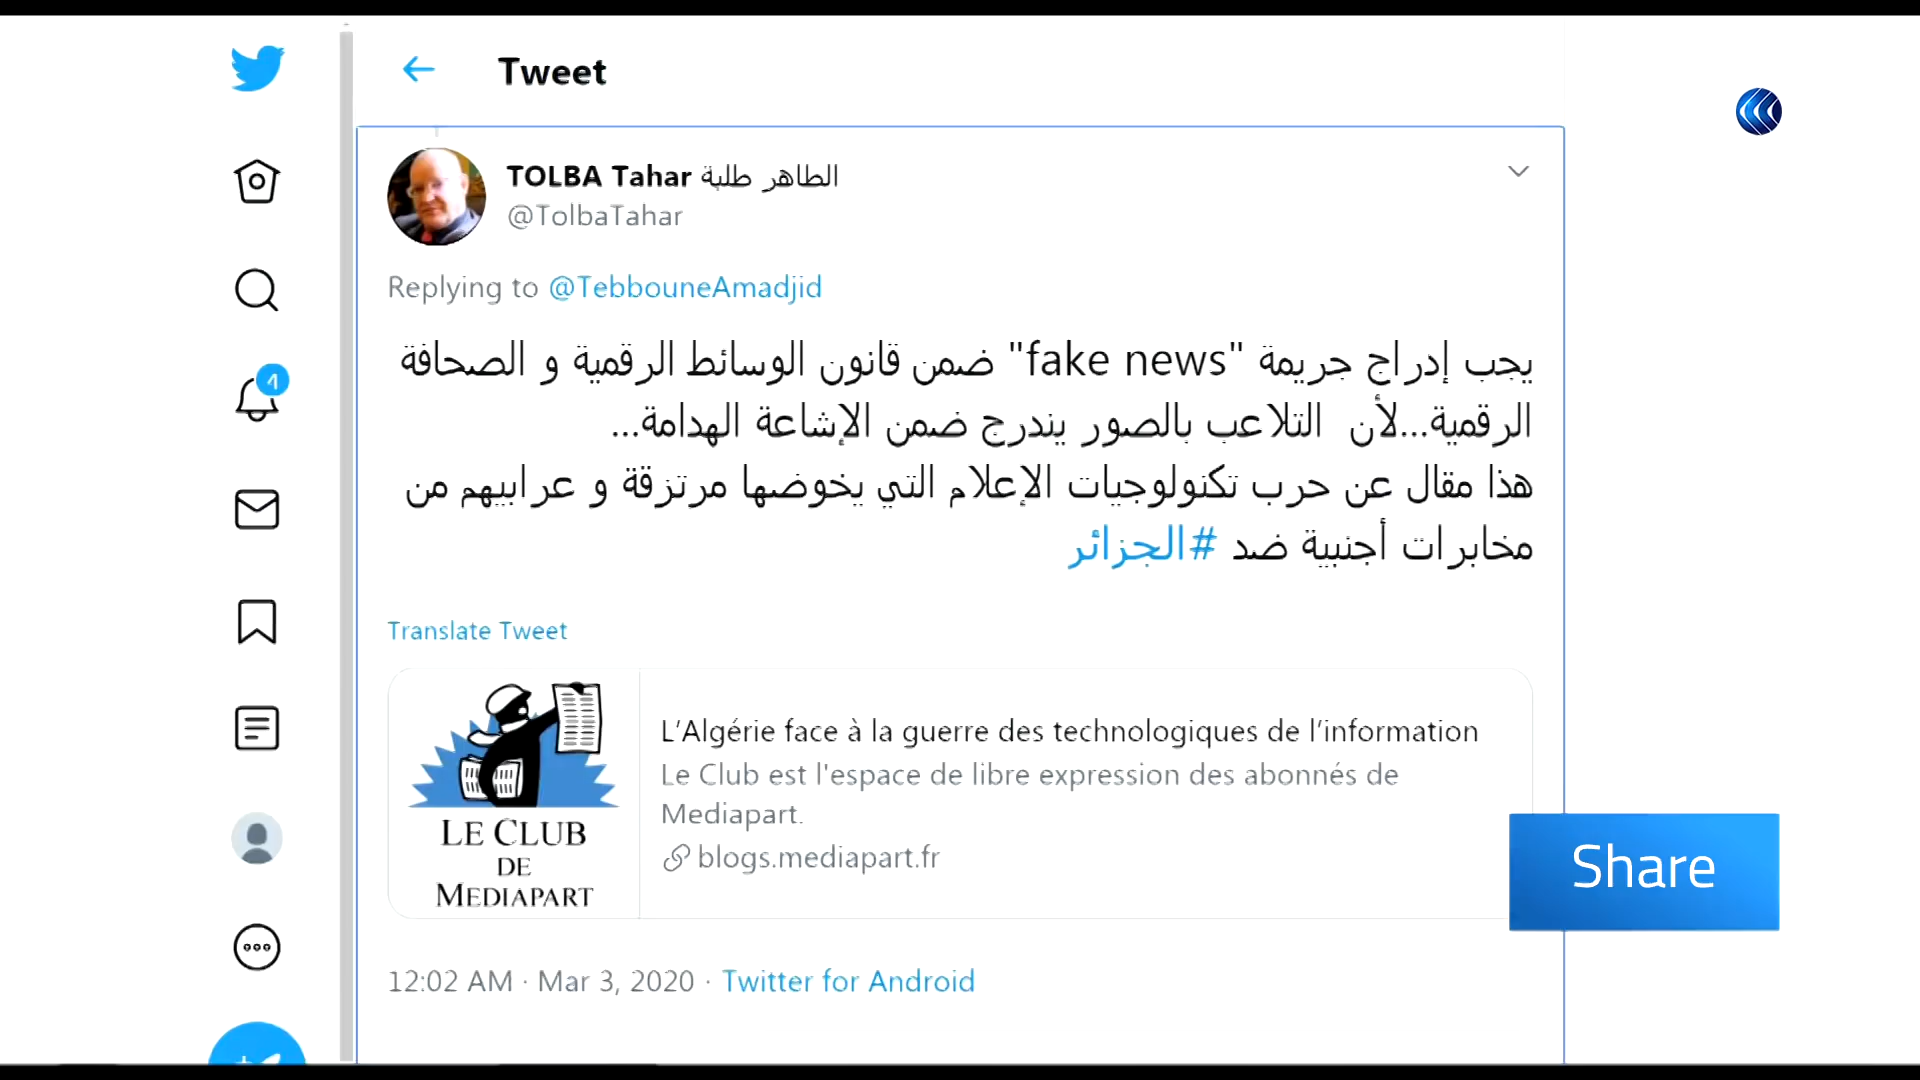 Tweet
TOLBA Tahar الطاهر طلبة
@TolbaTahar
Replying to @TebbouneAmadjid
يجب إدراج جريمة "fake news" ضمن قانون الوسائط الرقمية و الصحافة
الرقمية...لأن التلاعب بالصور يندرج ضمن الإشاعة الهدامة...
هذا مقال عن حرب تكنولوجيات الإعلام التي يخوضها مرتزقة و عرابيهم من
مخابرات أجنبية ضد #الجزائر
Translate Tweet
LE CLUB
DE
MEDIAPART
L’Algérie face à la guerre des technologiques de l’information
Le Club est l'espace de libre expression des abonnés de
Mediapart.
blogs.mediapart.fr
Share
12:02 AM · Mar 3, 2020 · Twitter for Android